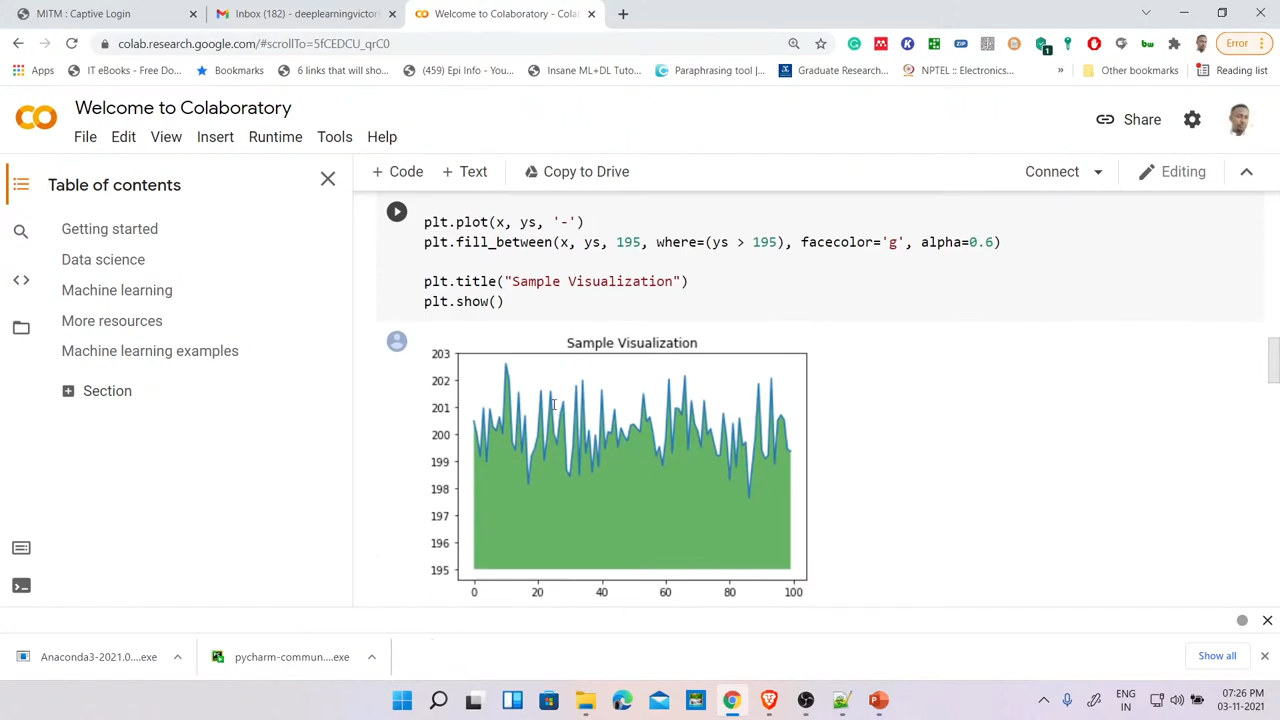 MITM : Captive Login
Inbox (182) - deeplearningvictor
Welcome to Colaboratory - Cola
colab.research.google.com/#scrollTo=5fCEDCU_qrC0
Error
Apps
IT eBooks - Free Do...
Bookmarks
6 links that will sho...
(459) Epi Info - You...
Insane ML+DL Tuto...
Paraphrasing tool |...
Graduate Research...
NPTEL :: Electronics...
»
Other bookmarks
Reading list
Welcome to Colaboratory
File Edit View Insert Runtime Tools Help
Share
Table of contents
+ Code + Text
Copy to Drive
Connect
Editing
Getting started
Data science
Machine learning
More resources
Machine learning examples
Section
plt.plot(x, ys, '-')
plt.fill_between(x, ys, 195, where=(ys > 195), facecolor='g', alpha=0.6)
plt.title("Sample Visualization")
plt.show()
Sample Visualization
203
202
201
200
199
198
197
196
195
0 20 40 60 80 100
Anaconda3-2021.0....exe
pycharm-commun....exe
Show all
ENG
IN
07:26 PM
03-11-2021